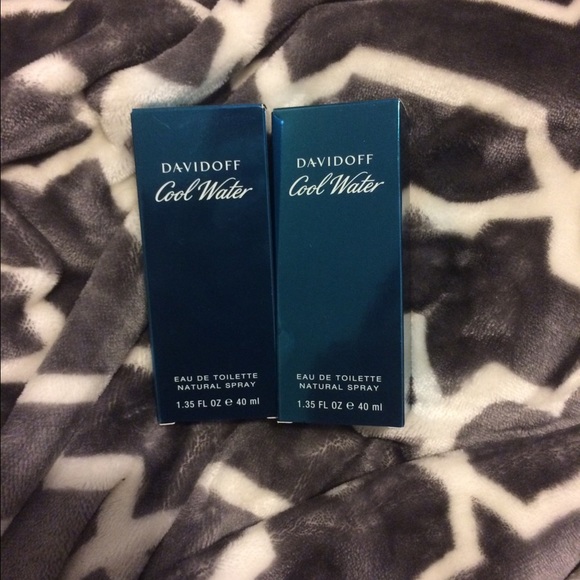 DAVIDOFF
Cool Water
EAU DE TOILETTE
NATURAL SPRAY
1.35 FL OZ e 40 ml
DAVIDOFF
Cool Water
EAU DE TOILETTE
NATURAL SPRAY
1.35 FL OZ e 40 ml